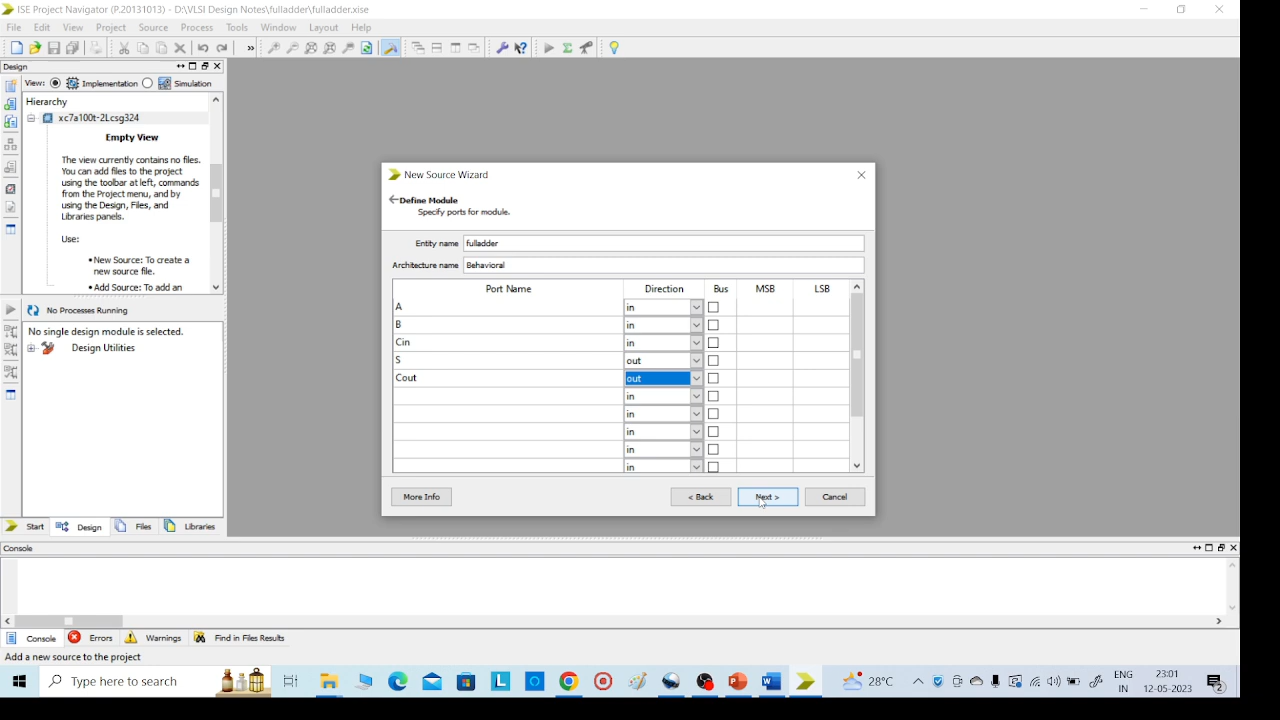 ISE Project Navigator (P.20131013) - D:\VLSI Design Notes\fulladder\fulladder.xise
File Edit View Project Source Process Tools Window Layout Help
»
Design
View: Implementation Simulation
Hierarchy
xc7a100t-2Lcsg324
Empty View
The view currently contains no files.
You can add files to the project
using the toolbar at left, commands
from the Project menu, and by
using the Design, Files, and
Libraries panels.
Use:
•New Source: To create a
new source file.
•Add Source: To add an
No Processes Running
No single design module is selected.
Design Utilities
Start Design Files Libraries
New Source Wizard
Define Module
Specify ports for module.
Entity name fulladder
Architecture name Behavioral
Port Name Direction Bus MSB LSB
A in
B in
Cin in
S out
Cout out
in
in
in
in
in
More Info < Back Next > Cancel
Console
Console Errors Warnings Find in Files Results
Add a new source to the project
Type here to search
28°C
ENG
IN
23:01
12-05-2023
2